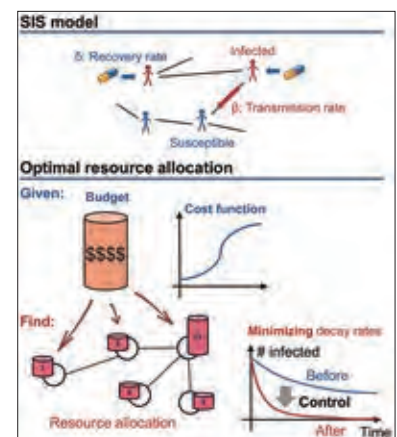 SIS model
δ: Recovery rate
Infected
β: Transmission rate
Susceptible
Optimal resource allocation
Given:
Budget
Cost function
$$$$
Find:
Minimizing decay rates
# infected
Before
Control
Resource allocation
After
Time